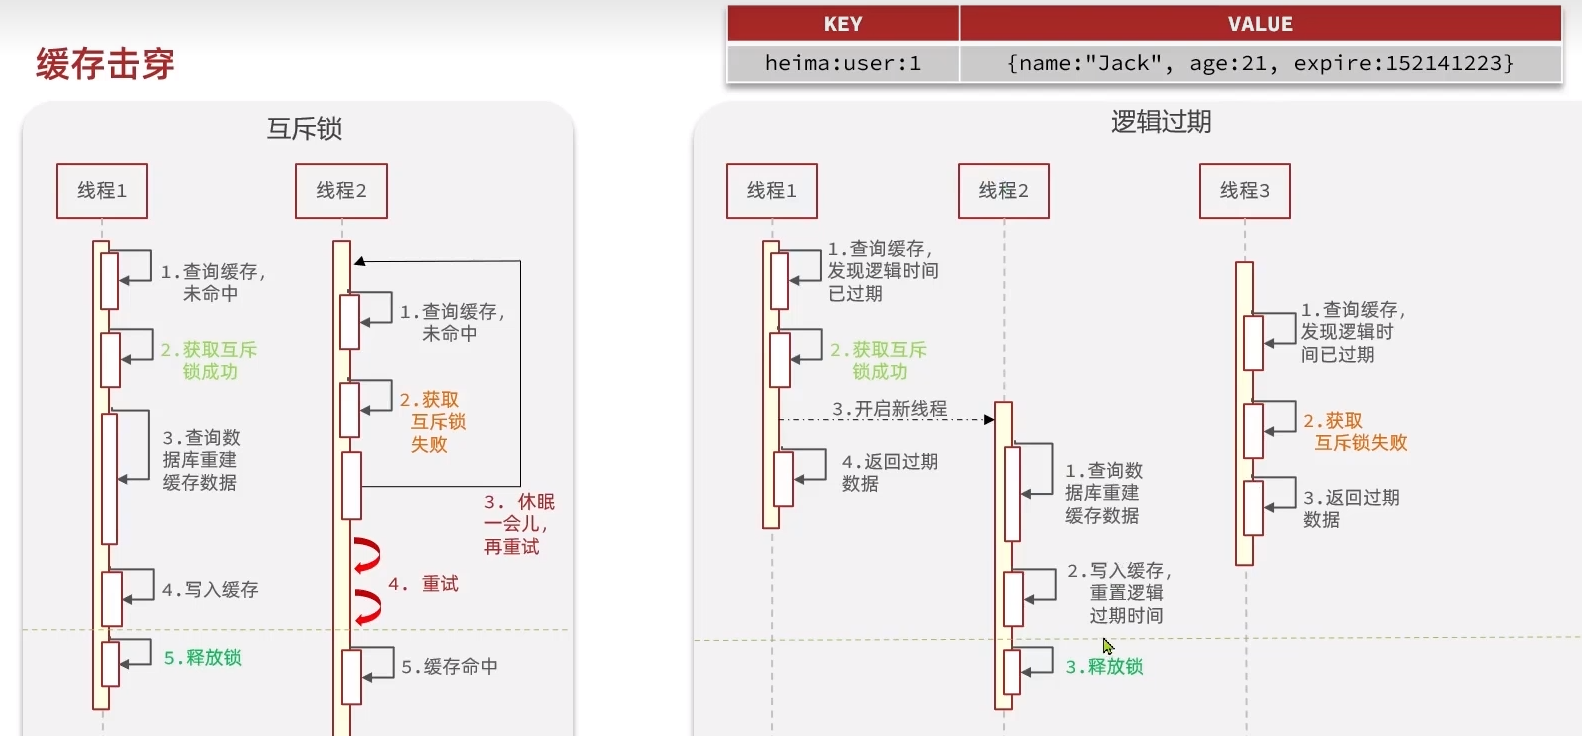 缓存击穿
KEY VALUE
heima:user:1 {name:"Jack", age:21, expire:152141223}
互斥锁
线程1
线程2
1.查询缓存,
未命中
2.获取互斥
锁成功
3.查询数
据库重建
缓存数据
4.写入缓存
5.释放锁
1.查询缓存,
未命中
2.获取
互斥锁
失败
3. 休眠
一会儿,
再重试
4. 重试
5.缓存命中
逻辑过期
线程1
线程2
线程3
1.查询缓存,
发现逻辑时间
已过期
2.获取互斥
锁成功
3.开启新线程
4.返回过期
数据
1.查询数
据库重建
缓存数据
2.写入缓存,
重置逻辑
过期时间
3.释放锁
1.查询缓存,
发现逻辑时
间已过期
2.获取
互斥锁失败
3.返回过期
数据